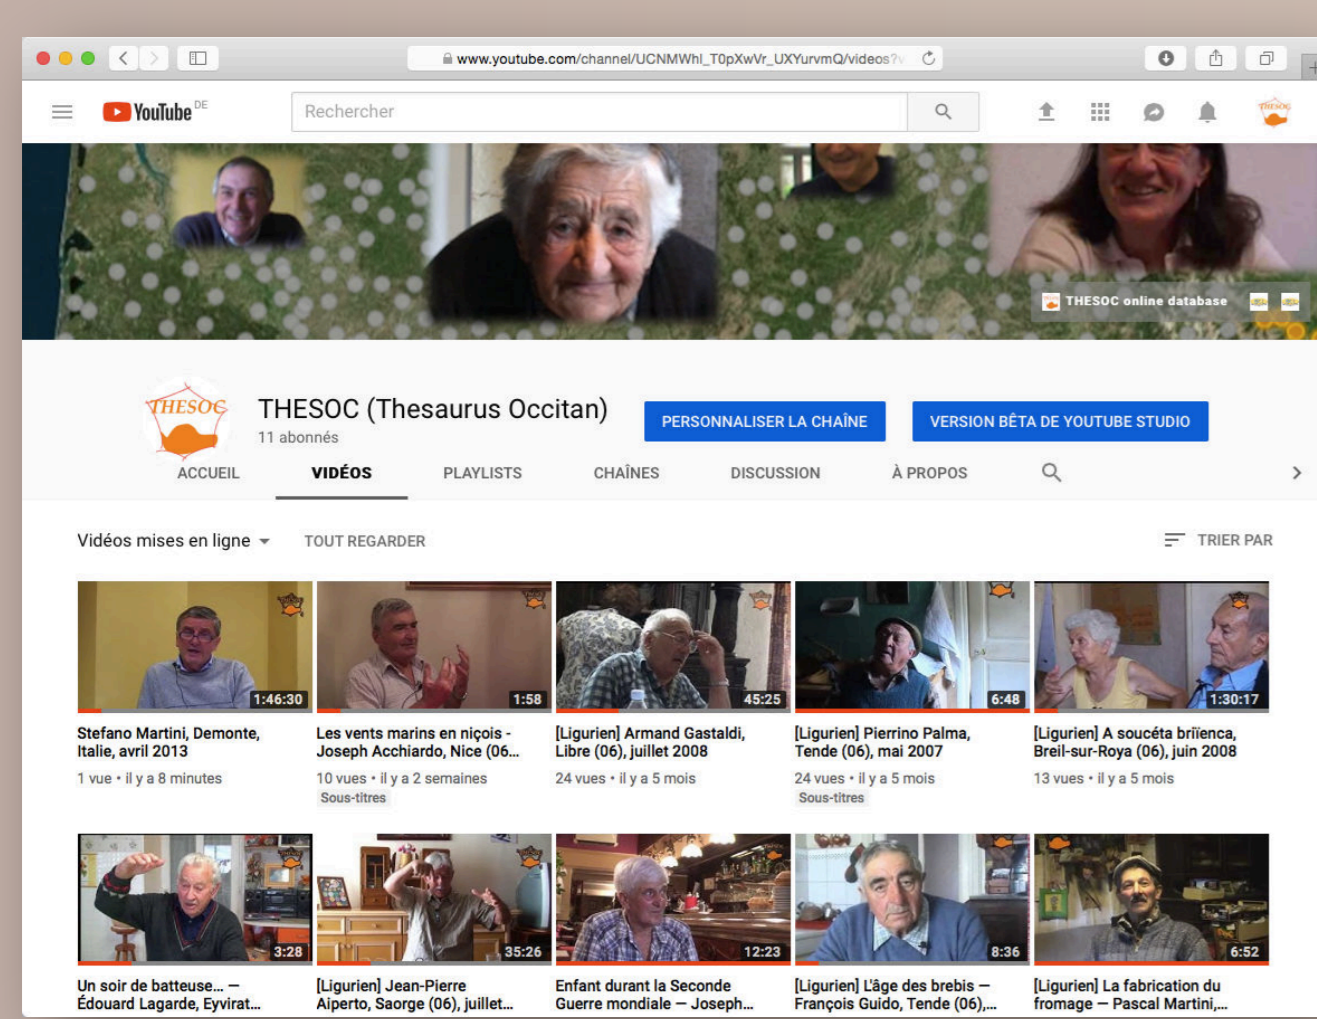 www.youtube.com/channel/UCNMWhl_T0pXwVr_UXYurvmQ/videos?v
YouTube DE
Rechercher
THESOC
THESOC online database
THESOC
THESOC (Thesaurus Occitan)
11 abonnés
PERSONNALISER LA CHAÎNE
VERSION BÊTA DE YOUTUBE STUDIO
ACCUEIL VIDÉOS PLAYLISTS CHAÎNES DISCUSSION À PROPOS
Vidéos mises en ligne TOUT REGARDER TRIER PAR
1:46:30 1:58 45:25 6:48 1:30:17
Stefano Martini, Demonte, Italie, avril 2013
1 vue • il y a 8 minutes
Les vents marins en niçois - Joseph Acchiardo, Nice (06...
10 vues • il y a 2 semaines
Sous-titres
[Ligurien] Armand Gastaldi, Libre (06), juillet 2008
24 vues • il y a 5 mois
[Ligurien] Pierrino Palma, Tende (06), mai 2007
24 vues • il y a 5 mois
Sous-titres
[Ligurien] A soucéta brïienca, Breil-sur-Roya (06), juin 2008
13 vues • il y a 5 mois
3:28 35:26 12:23 8:36 6:52
Un soir de batteuse... — Édouard Lagarde, Eyvirat...
[Ligurien] Jean-Pierre Aiperto, Saorge (06), juillet...
Enfant durant la Seconde Guerre mondiale — Joseph...
[Ligurien] L'âge des brebis — François Guido, Tende (06),...
[Ligurien] La fabrication du fromage — Pascal Martini,...